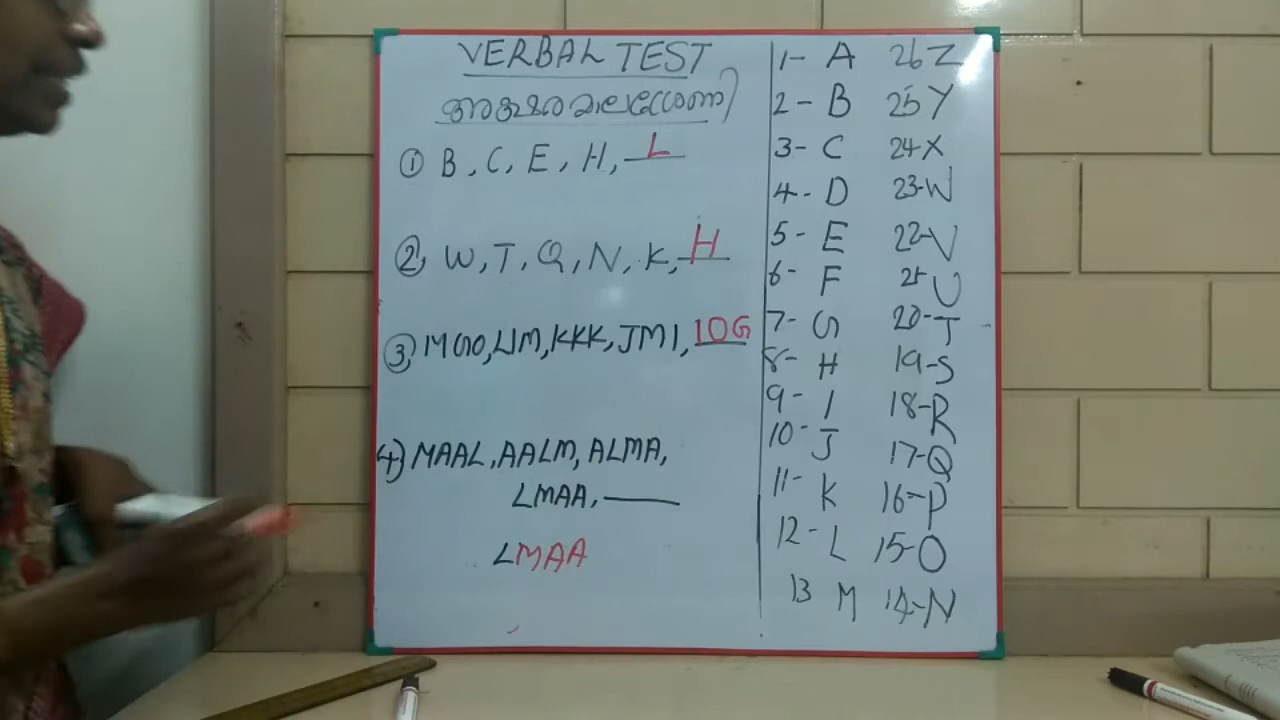 VERBAL TEST
അക്ഷരമാലശ്രേണി
① B, C, E, H, L
② W, T, Q, N, K, H
③ MGO, LIM, KKK, JMI, IOG
4) MAAL, AALM, ALMA,
LMAA, ____
LMAA
1- A 26 Z
2- B 25 Y
3- C 24 X
4- D 23-W
5- E 22-V
6- F 21 U
7- G 20-T
8- H 19-S
9- I 18-R
10- J 17-Q
11- K 16-P
12- L 15-O
13 M 14-N